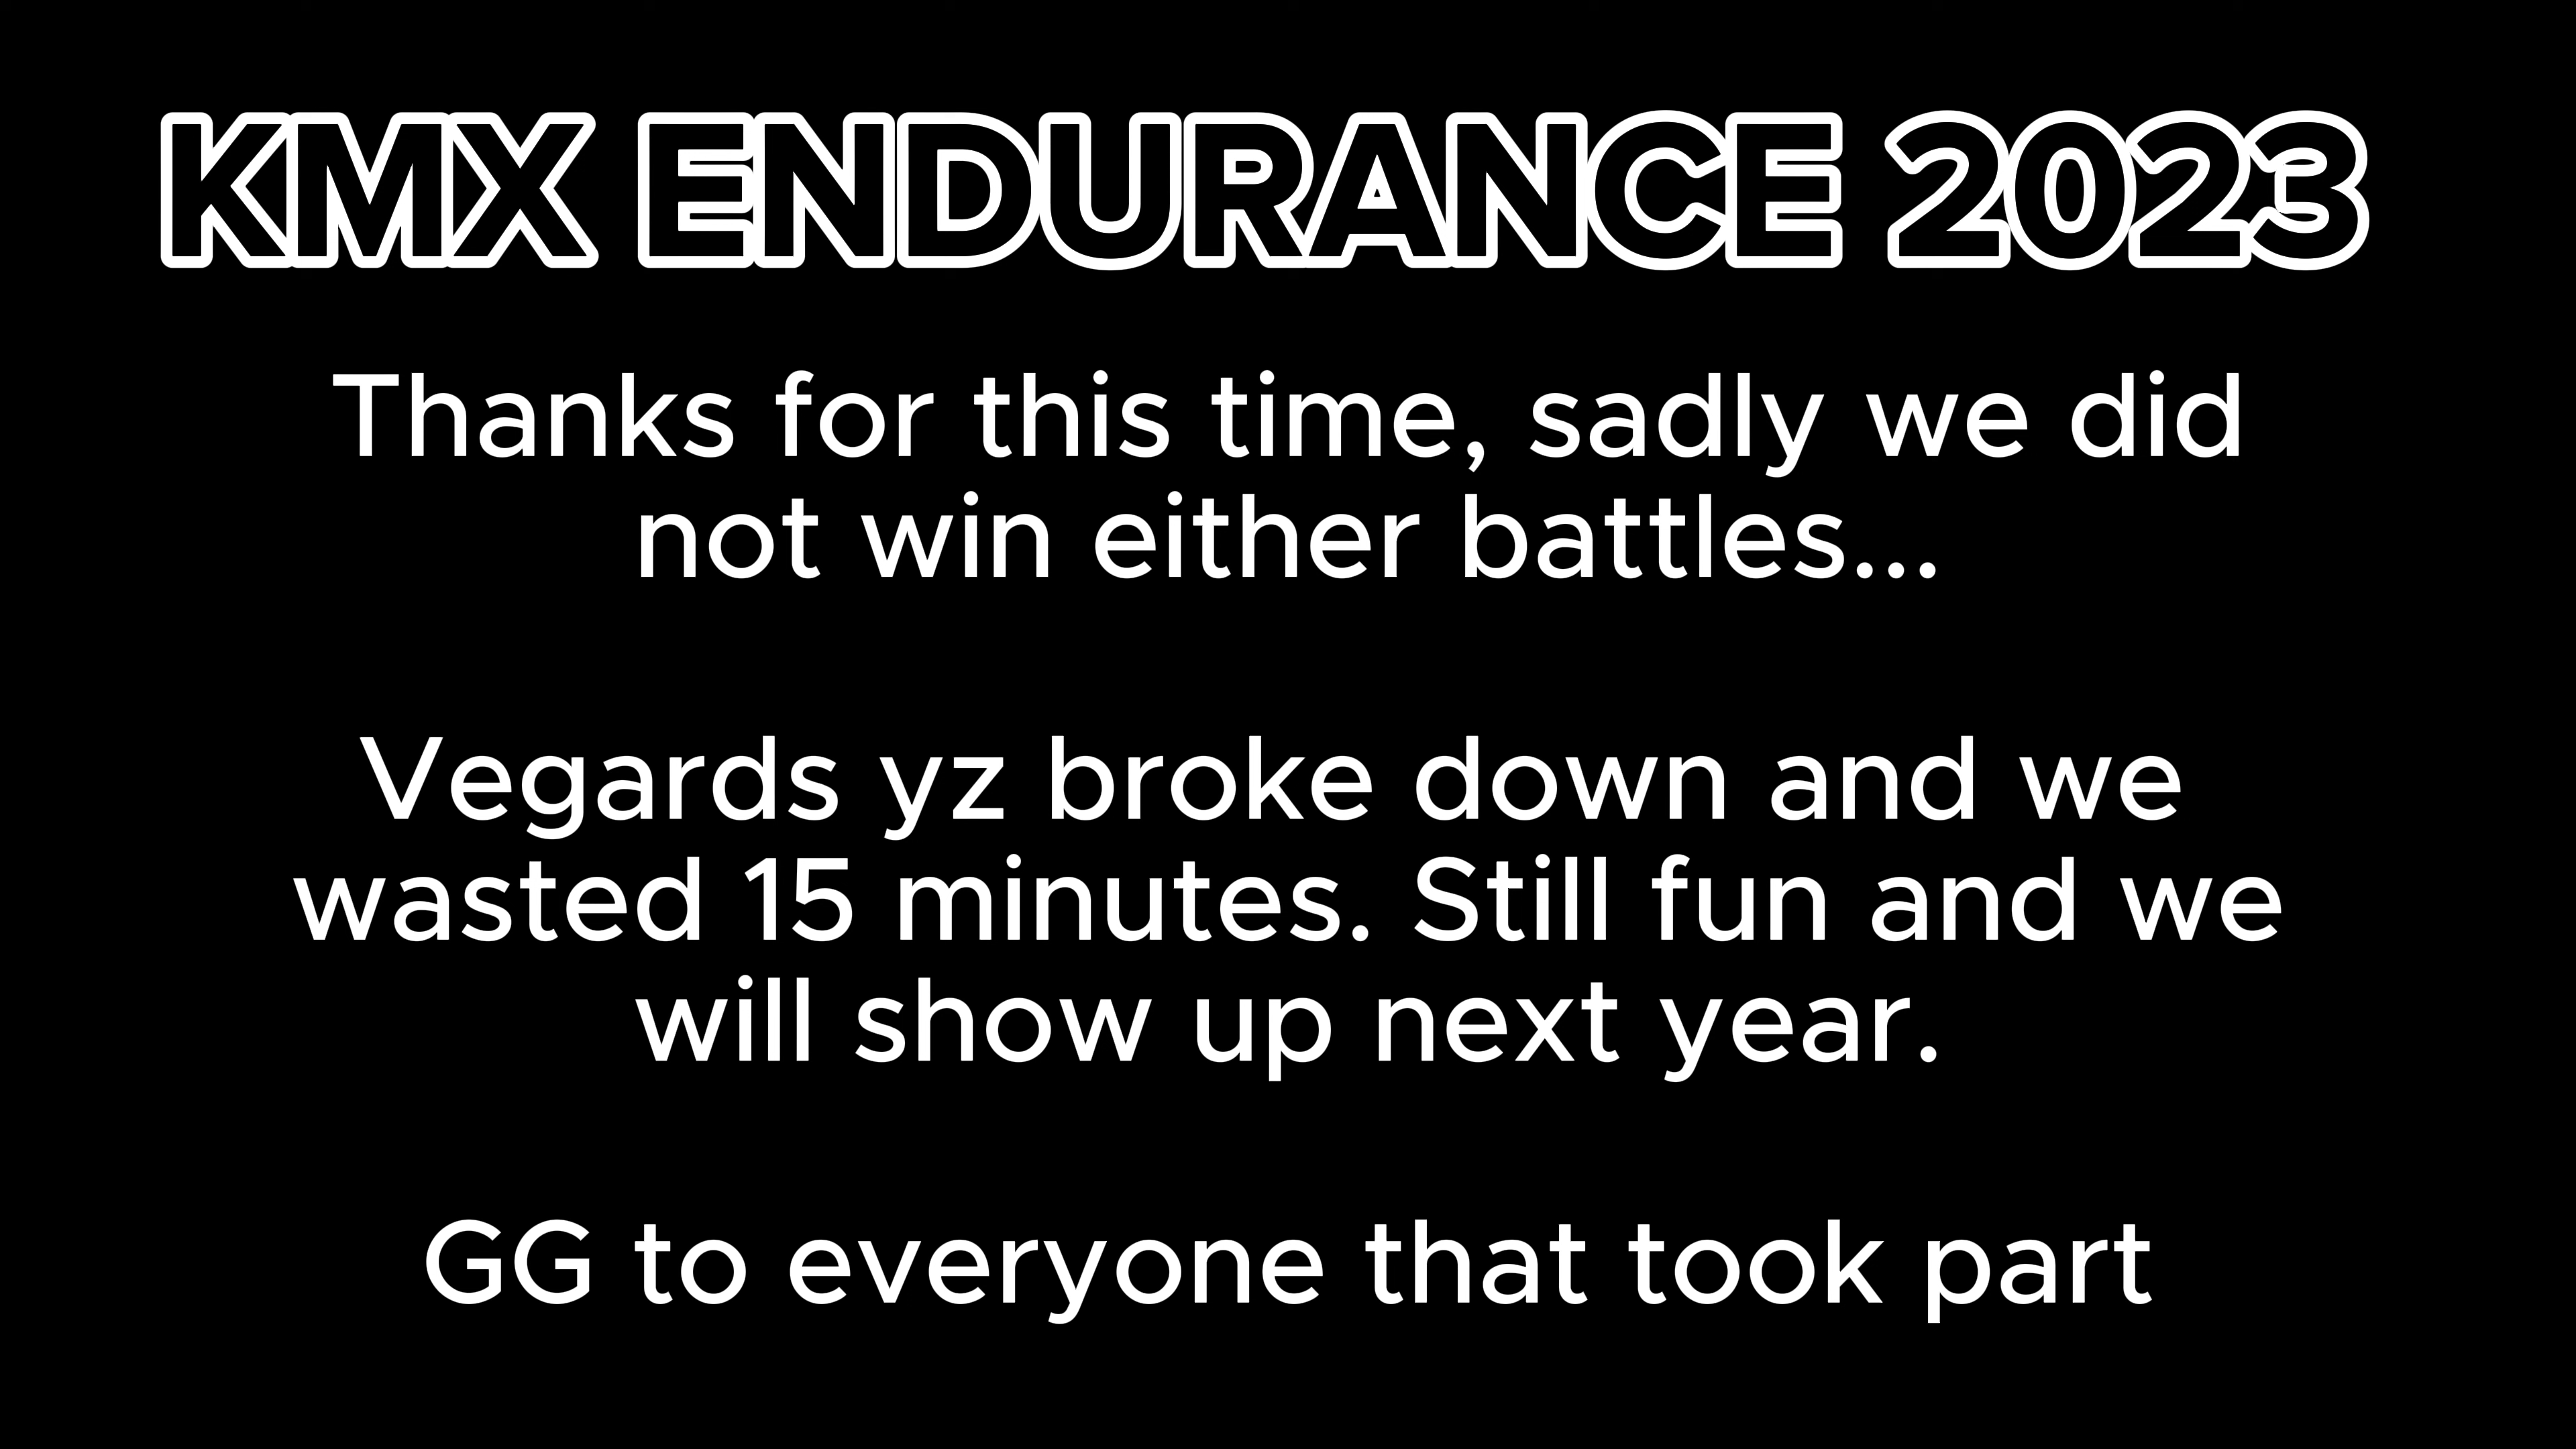 KMX ENDURANCE 2023
Thanks for this time, sadly we did
not win either battles...
Vegards yz broke down and we
wasted 15 minutes. Still fun and we
will show up next year.
GG to everyone that took part